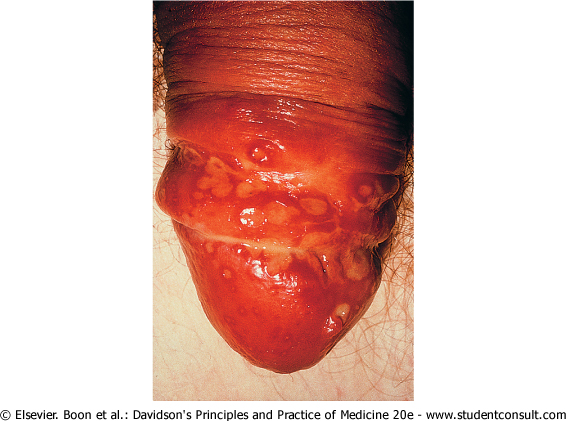 © Elsevier. Boon et al.: Davidson's Principles and Practice of Medicine 20e - www.studentconsult.com